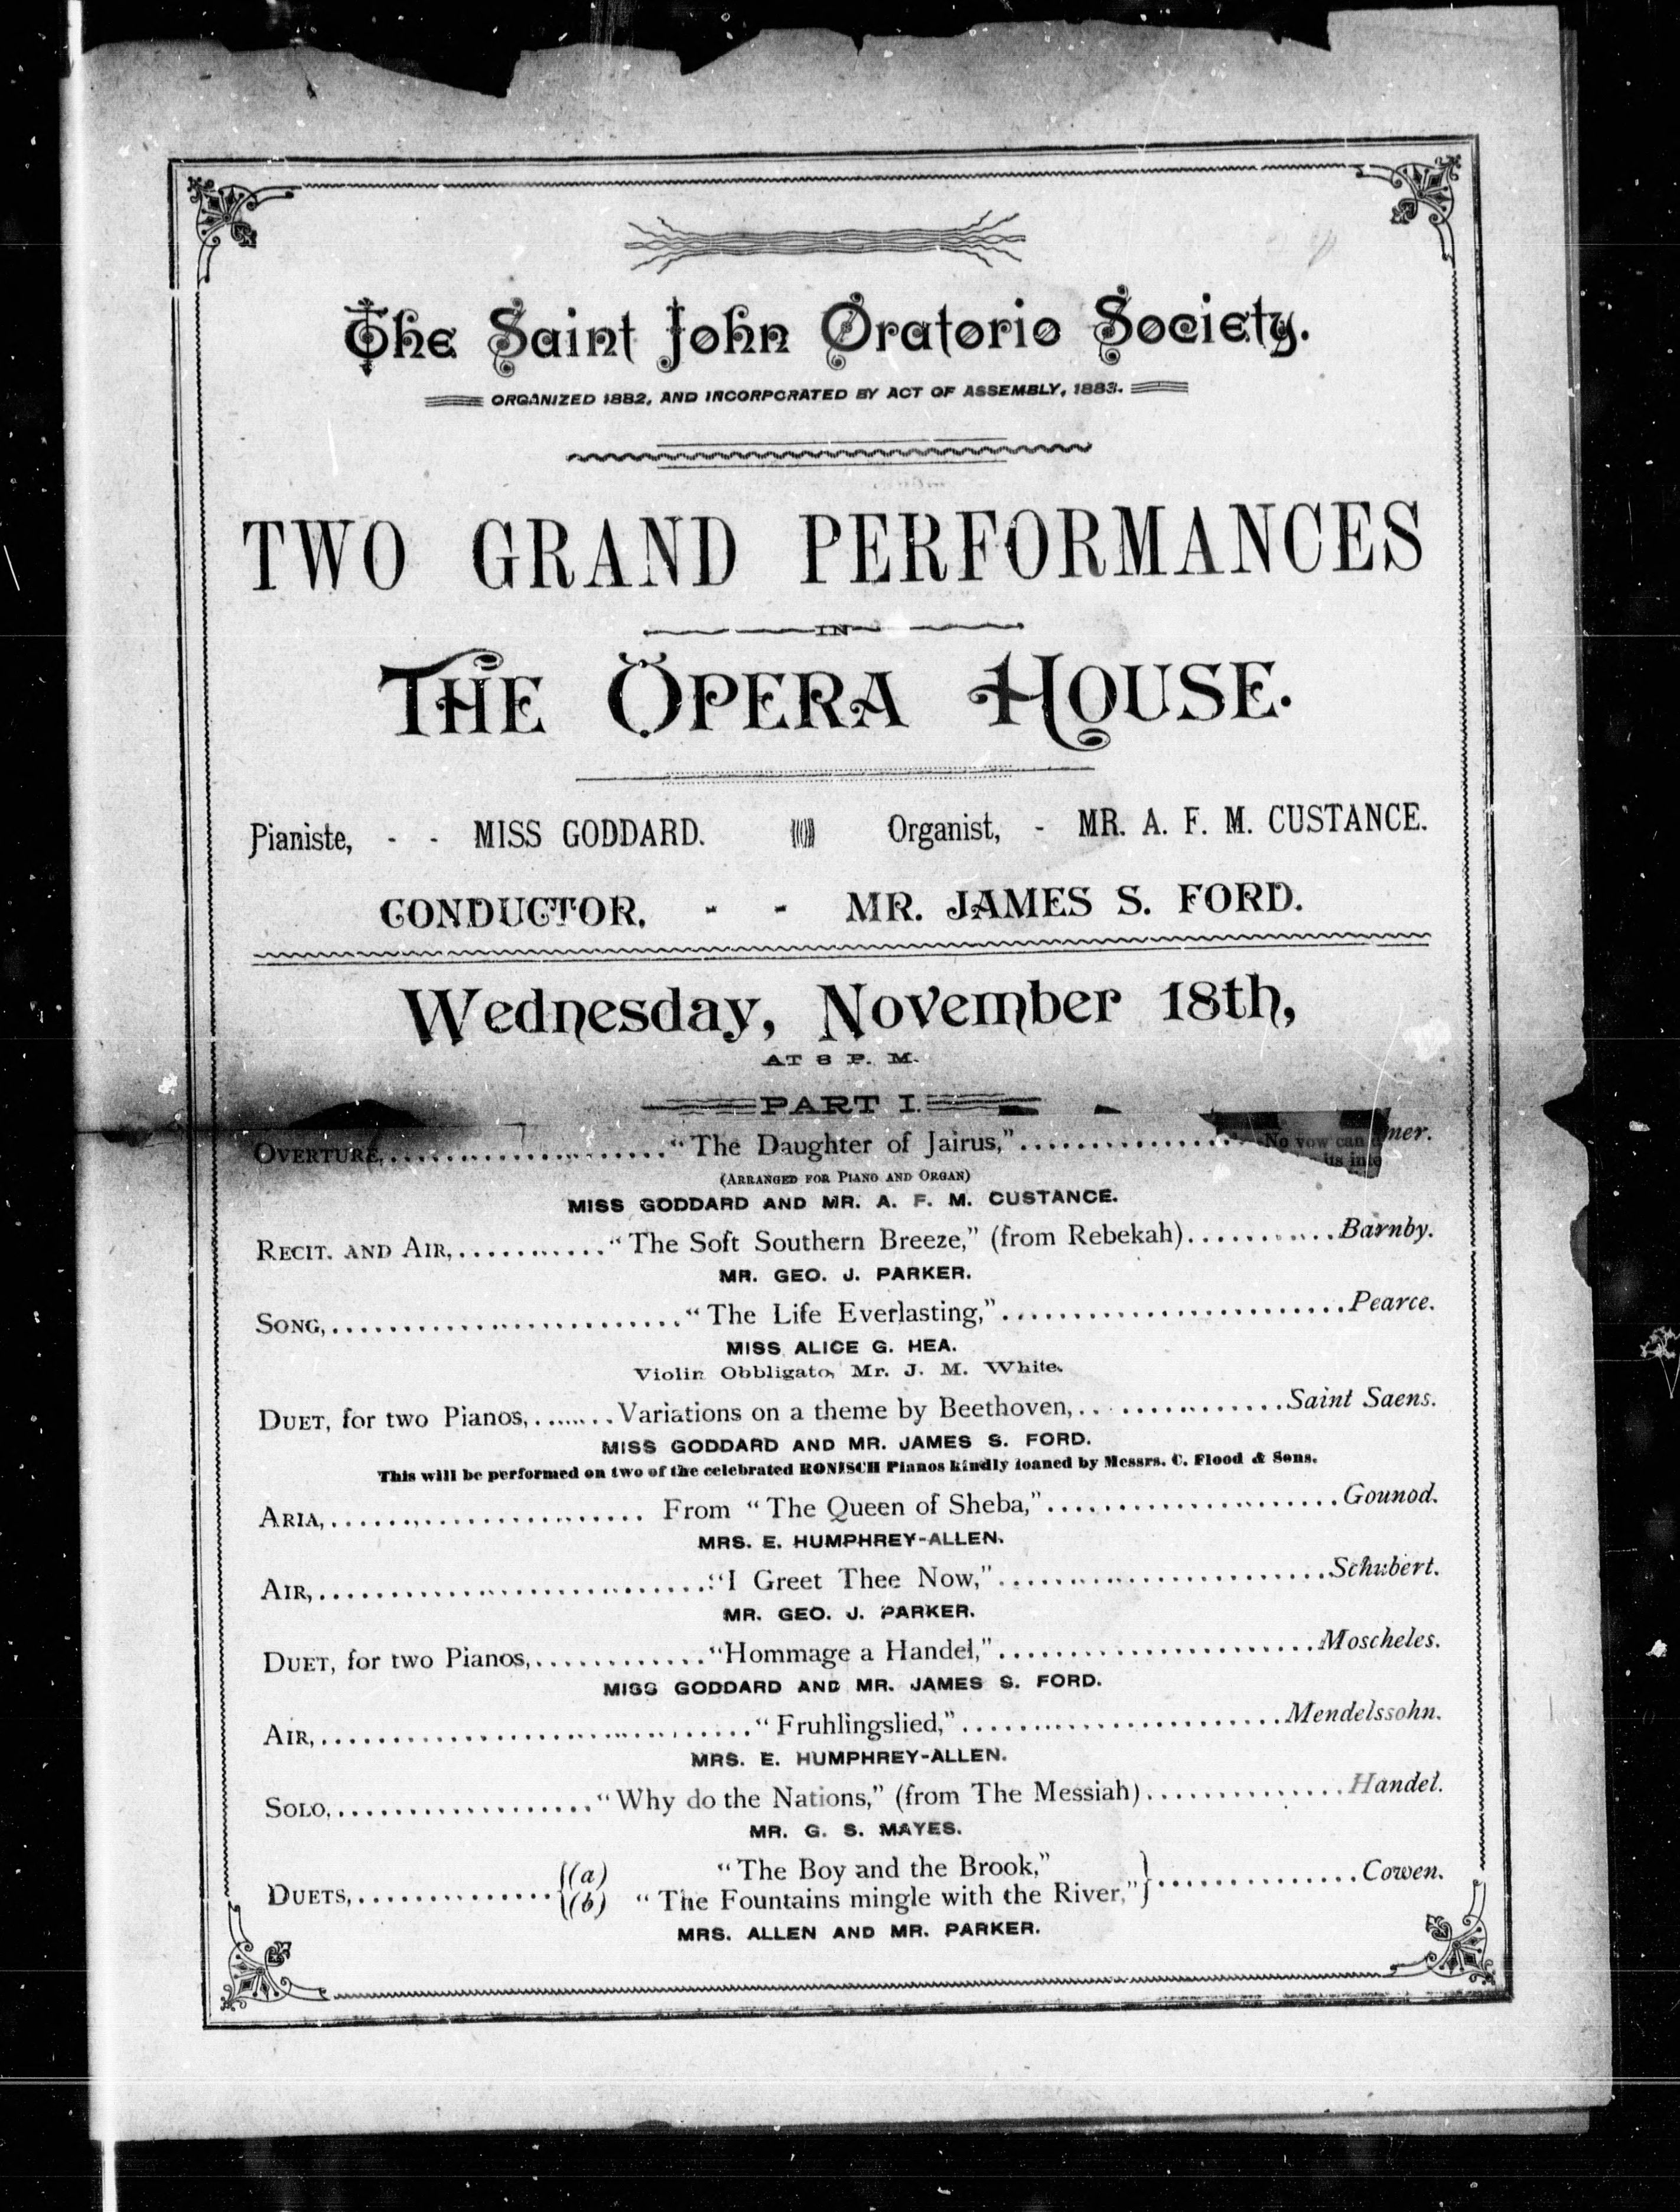 The Saint John Oratorio Society.
ORGANIZED 1882, AND INCORPORATED BY ACT OF ASSEMBLY, 1883.
TWO GRAND PERFORMANCES
IN
THE OPERA HOUSE.
Pianiste, - - MISS GODDARD. Organist, - MR. A. F. M. CUSTANCE.
CONDUCTOR, - - MR. JAMES S. FORD.
Wednesday, November 18th,
AT 8 P. M.
PART I.
OVERTURE,........................"The Daughter of Jairus,"................ No vow can mer.
us into
(ARRANGED FOR PIANO AND ORGAN)
MISS GODDARD AND MR. A. F. M. CUSTANCE.
RECIT. AND AIR,............"The Soft Southern Breeze," (from Rebekah)............Barnby.
MR. GEO. J. PARKER.
SONG,..........................."The Life Everlasting,".........................Pearce.
MISS ALICE G. HEA.
Violin Obbligato, Mr. J. M. White.
DUET, for two Pianos,........Variations on a theme by Beethoven,...............Saint Saens.
MISS GODDARD AND MR. JAMES S. FORD.
This will be performed on two of the celebrated RONISCH Pianos kindly loaned by Messrs. C. Flood & Sons.
ARIA,......................... From "The Queen of Sheba,"......................Gounod.
MRS. E. HUMPHREY-ALLEN.
AIR,............................"I Greet Thee Now,"........................Schubert.
MR. GEO. J. PARKER.
DUET, for two Pianos,............."Hommage a Handel,".......................Moscheles.
MISS GODDARD AND MR. JAMES S. FORD.
AIR,................................"Fruhlingslied,".......................Mendelssohn.
MRS. E. HUMPHREY-ALLEN.
SOLO,..................."Why do the Nations," (from The Messiah)..............Handel.
MR. G. S. MAYES.
DUETS,............... (a) "The Boy and the Brook,"
(b) "The Fountains mingle with the River," ...............Cowen.
MRS. ALLEN AND MR. PARKER.